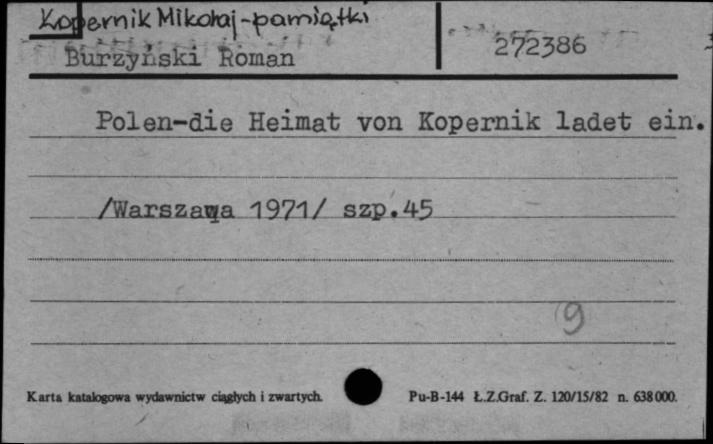 Kopernik Mikołaj-pamiątki
Burzyński Roman
272386
Polen-die Heimat von Kopernik ladet ein.
/Warszawa 1971/ szp.45
9
Karta katalogowa wydawnictw ciągłych i zwartych.
Pu-B-144 Ł.Z.Graf. Z. 120/15/82 n. 638000.